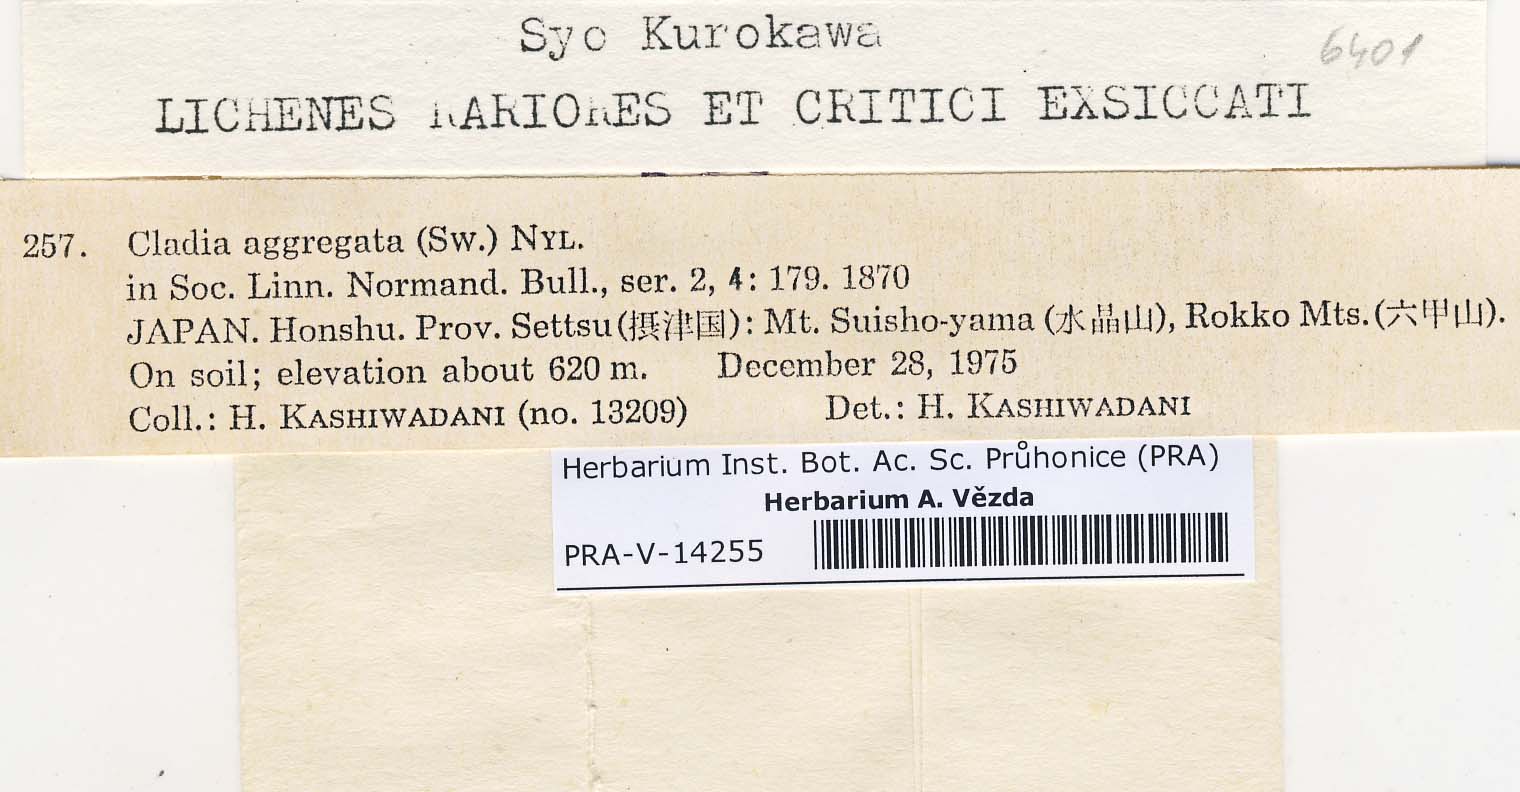 Syo Kurokawa
6401
LICHENES RARIORES ET CRITICI EXSICCATI
257. Cladia aggregata (Sw.) NYL.
in Soc. Linn. Normand. Bull., ser. 2, 4: 179. 1870
JAPAN. Honshu. Prov. Settsu (摂津国): Mt. Suisho-yama (水晶山), Rokko Mts. (六甲山).
On soil; elevation about 620 m. December 28, 1975
Coll.: H. KASHIWADANI (no. 13209) Det.: H. KASHIWADANI
Herbarium Inst. Bot. Ac. Sc. Průhonice (PRA)
Herbarium A. Vězda
PRA-V-14255